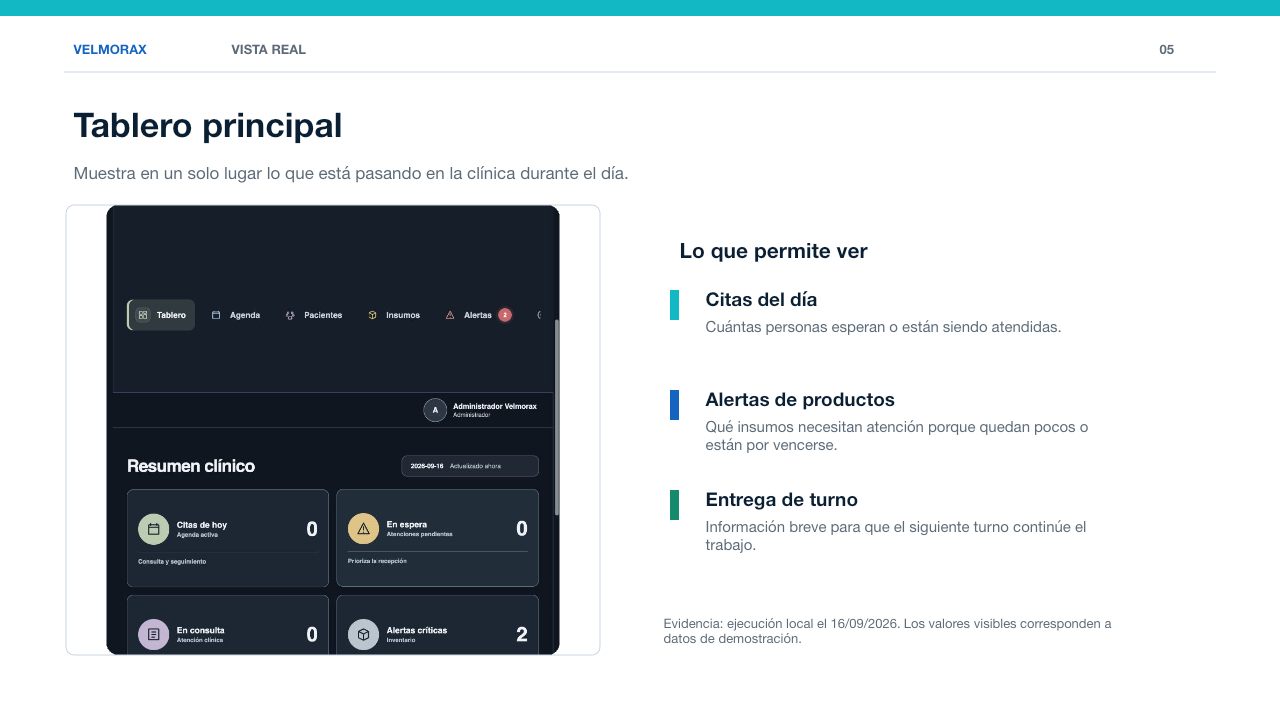 VELMORAX
VISTA REAL
05
Tablero principal
Muestra en un solo lugar lo que está pasando en la clínica durante el día.
Tablero
Agenda
Pacientes
Insumos
Alertas
2
A
Administrador Velmorax
Administrador
Resumen clínico
2026-09-16 Actualizado ahora
Citas de hoy
Agenda activa
0
Consulta y seguimiento
En espera
Atenciones pendientes
0
Prioriza la recepción
En consulta
Atención clínica
0
Alertas críticas
Inventario
2
Lo que permite ver
Citas del día
Cuántas personas esperan o están siendo atendidas.
Alertas de productos
Qué insumos necesitan atención porque quedan pocos o
están por vencerse.
Entrega de turno
Información breve para que el siguiente turno continúe el
trabajo.
Evidencia: ejecución local el 16/09/2026. Los valores visibles corresponden a
datos de demostración.